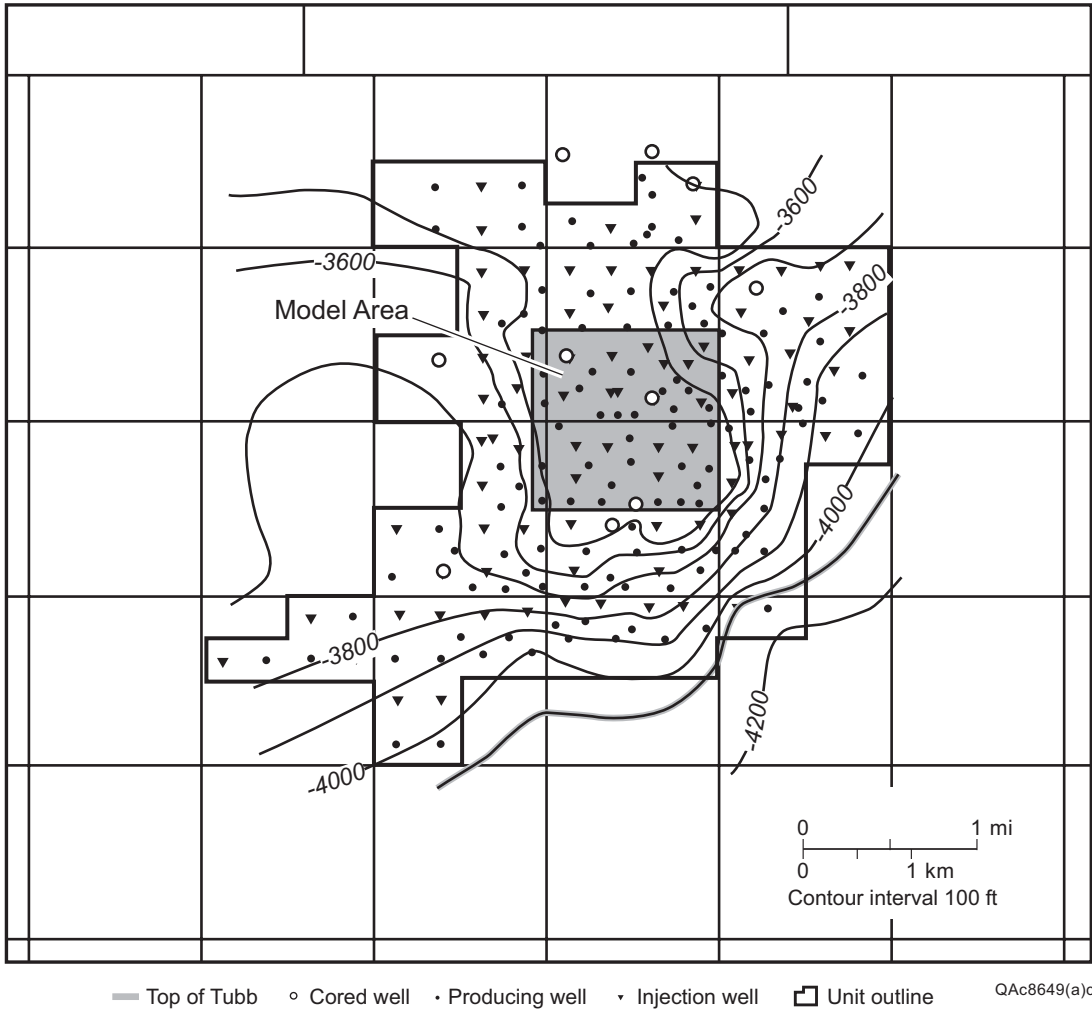 -3600
-3600
-3800
Model Area
-4000
-3800
-4200
-4000
0 1 mi
0 1 km
Contour interval 100 ft
Top of Tubb Cored well Producing well Injection well Unit outline QAc8649(a)c